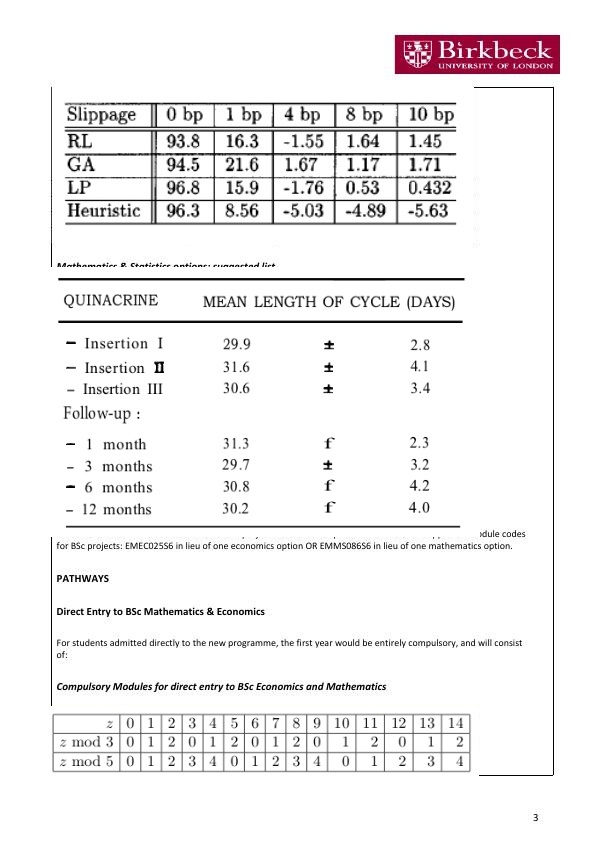 Birkbeck
UNIVERSITY OF LONDON
Slippage 0 bp 1 bp 4 bp 8 bp 10 bp
RL 93.8 16.3 -1.55 1.64 1.45
GA 94.5 21.6 1.67 1.17 1.71
LP 96.8 15.9 -1.76 0.53 0.432
Heuristic 96.3 8.56 -5.03 -4.89 -5.63
Mathematics & Statistics options: suggested list
QUINACRINE MEAN LENGTH OF CYCLE (DAYS)
– Insertion I 29.9 ± 2.8
– Insertion II 31.6 ± 4.1
– Insertion III 30.6 ± 3.4
Follow-up :
– 1 month 31.3 f 2.3
– 3 months 29.7 ± 3.2
– 6 months 30.8 f 4.2
– 12 months 30.2 f 4.0
codes
for BSc projects: EMEC025S6 in lieu of one economics option OR EMMS086S6 in lieu of one mathematics option.
PATHWAYS
Direct Entry to BSc Mathematics & Economics
For students admitted directly to the new programme, the first year would be entirely compulsory, and will consist
of:
Compulsory Modules for direct entry to BSc Economics and Mathematics
z 0 1 2 3 4 5 6 7 8 9 10 11 12 13 14
z mod 3 0 1 2 0 1 2 0 1 2 0 1 2 0 1 2
z mod 5 0 1 2 3 4 0 1 2 3 4 0 1 2 3 4
3